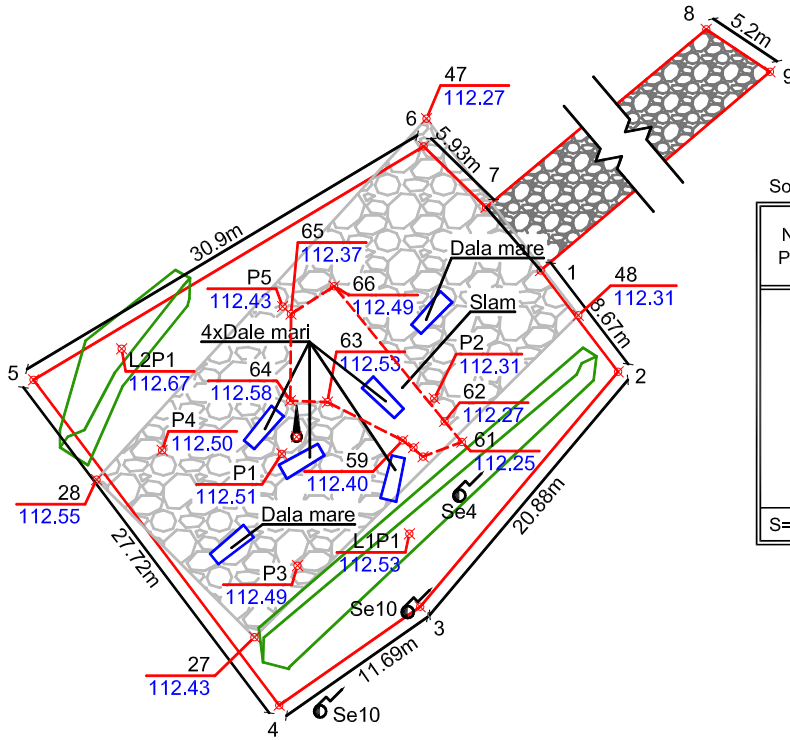 8
5.2m
9
47
112.27
6
5.93m
7
So
N
P
65
112.37
30.9m
Dala mare
1
48
112.31
P5
112.43
66
112.49
Slam
8.67m
4xDale mari
63
112.53
L2P1
112.67
P2
112.31
5
64
112.58
2
62
112.27
P4
112.50
61
112.25
P1
112.51
59
112.40
28
112.55
Se4
20.88m
Dala mare
L1P1
112.53
S=
27.72m
P3
112.49
Se10
3
27
112.43
11.69m
4
Se10